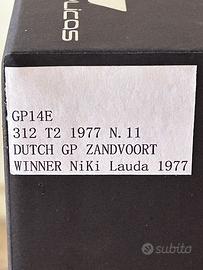 GP14E
312 T2 1977 N.11
DUTCH GP ZANDVOORT
WINNER NiKi Lauda 1977
subito